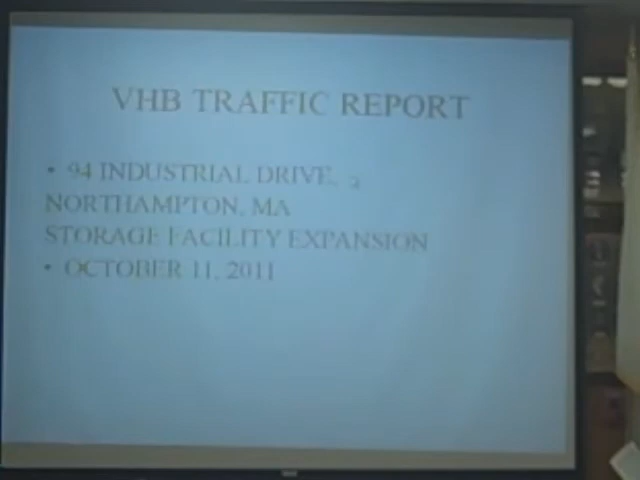 VHB TRAFFIC REPORT
• 94 INDUSTRIAL DRIVE,
NORTHAMPTON, MA
STORAGE FACILITY EXPANSION
• OCTOBER 11, 2011